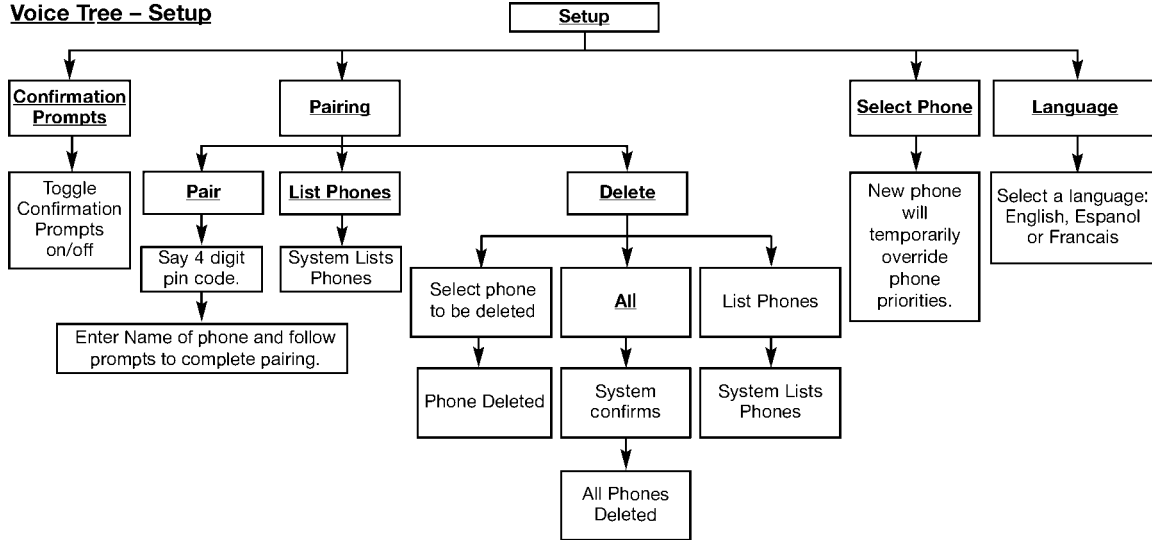 Voice Tree – Setup
Setup
Confirmation
Prompts
Pairing
Select Phone
Language
Toggle
Confirmation
Prompts
on/off
Pair
List Phones
Delete
New phone
will
temporarily
override
phone
priorities.
Select a language:
English, Espanol
or Francais
Say 4 digit
pin code.
System Lists
Phones
Select phone
to be deleted
All
List Phones
Enter Name of phone and follow
prompts to complete pairing.
Phone Deleted
System
confirms
System Lists
Phones
All Phones
Deleted